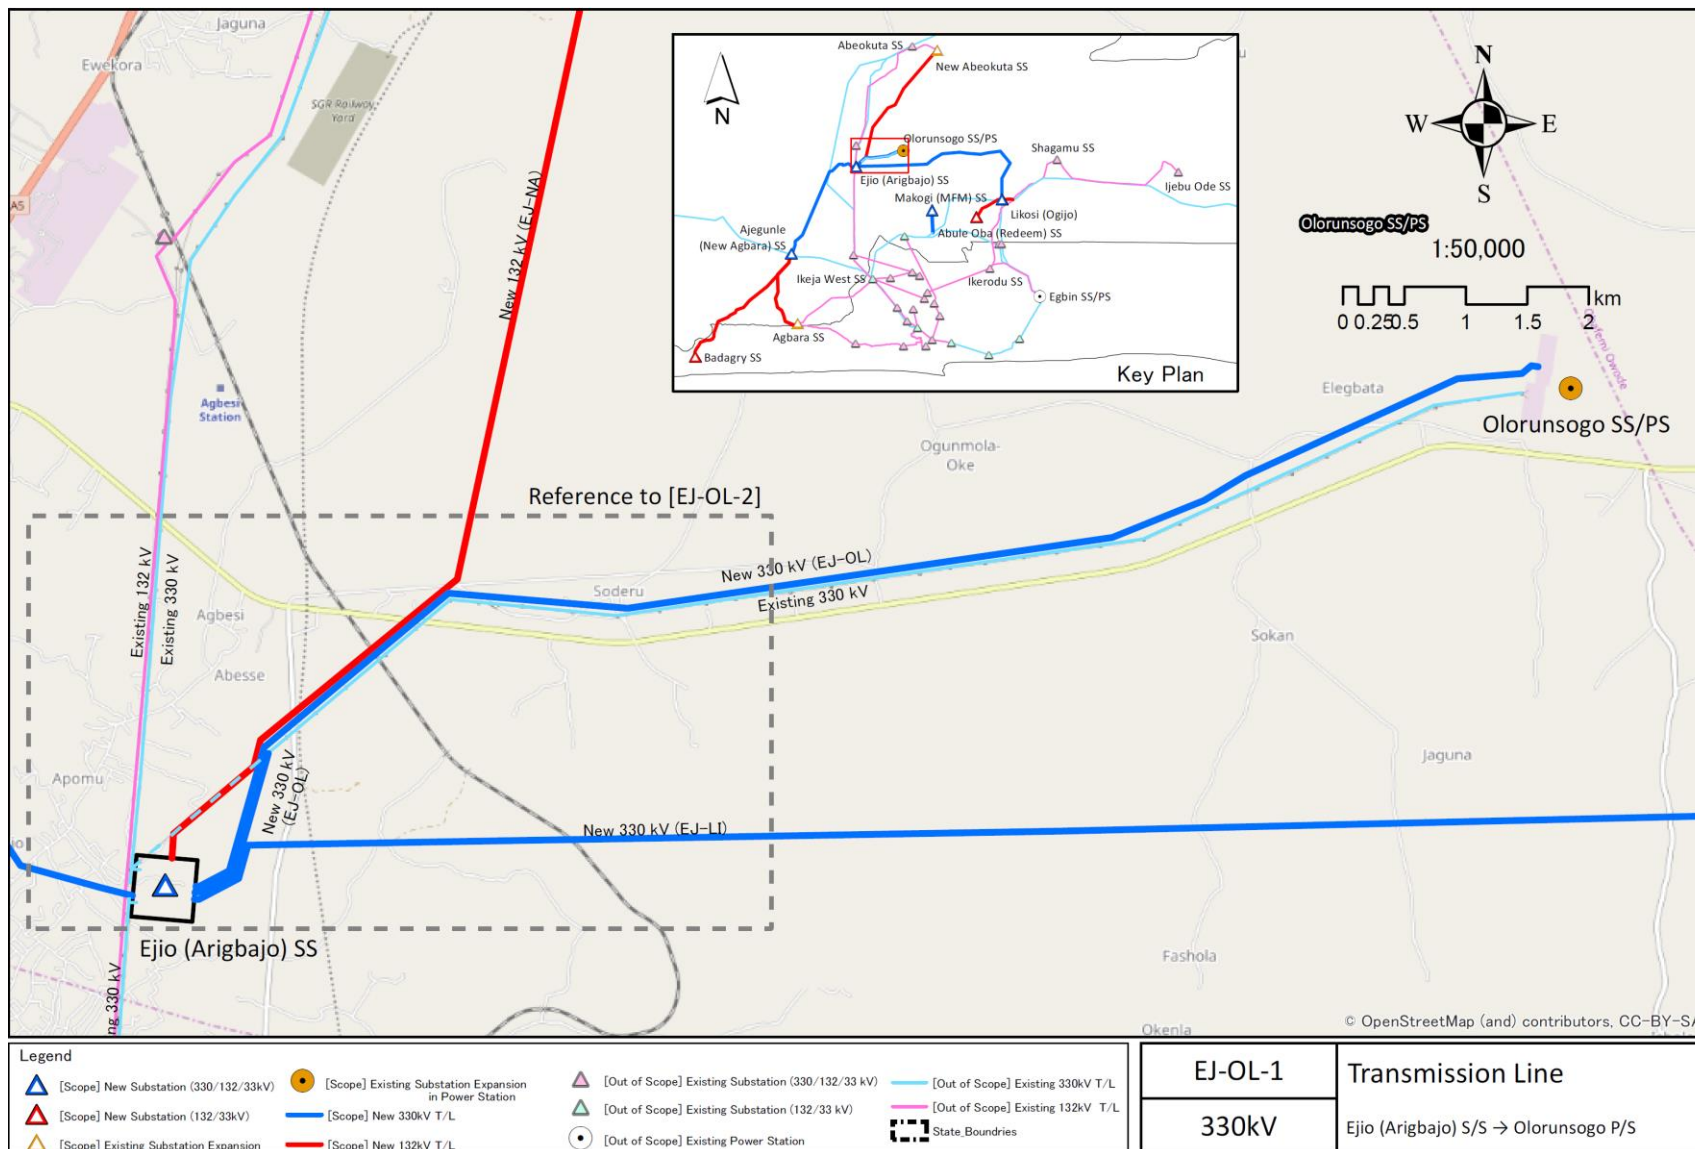 Jaguna
Ewekora
SGR Railway
Yard
A5
Agbesi
Station
New 132 kV (EJ-NA)
Abeokuta SS
New Abeokuta SS
N
Olorunsogo SS/PS
Shagamu SS
Ejio (Arigbajo) SS
Ijebu Ode SS
Makogi (MFM) SS
Likosi (Ogijo)
Ajegunle
(New Agbara) SS
Abule Oba (Redeem) SS
Ikeja West SS
Ikerodu SS
Egbin SS/PS
Agbara SS
Badagry SS
Key Plan
N
W
E
S
Olorunsogo SS/PS
1:50,000
km
0 0.25 0.5 1 1.5 2
Elegbata
Olorunsogo SS/PS
Ogunmola-
Oke
Reference to [EJ-OL-2]
Existing 132 kV
Existing 330 kV
New 330 kV (EJ-OL)
Existing 330 kV
Soderu
Agbesi
Abesse
Sokan
Apomu
Jaguna
New 330 kV
(EJ-OL)
New 330 kV (EJ-LI)
Ejio (Arigbajo) SS
ng 330 kV
Fashola
Okenla
© OpenStreetMap (and) contributors, CC-BY-SA
Legend
[Scope] New Substation (330/132/33kV)
[Scope] New Substation (132/33kV)
[Scope] Existing Substation Expansion
[Scope] Existing Substation Expansion
in Power Station
[Scope] New 330kV T/L
[Scope] New 132kV T/L
[Out of Scope] Existing Substation (330/132/33 kV)
[Out of Scope] Existing Substation (132/33 kV)
[Out of Scope] Existing Power Station
[Out of Scope] Existing 330kV T/L
[Out of Scope] Existing 132kV T/L
State_Boundries
EJ-OL-1
330kV
Transmission Line
Ejio (Arigbajo) S/S → Olorunsogo P/S